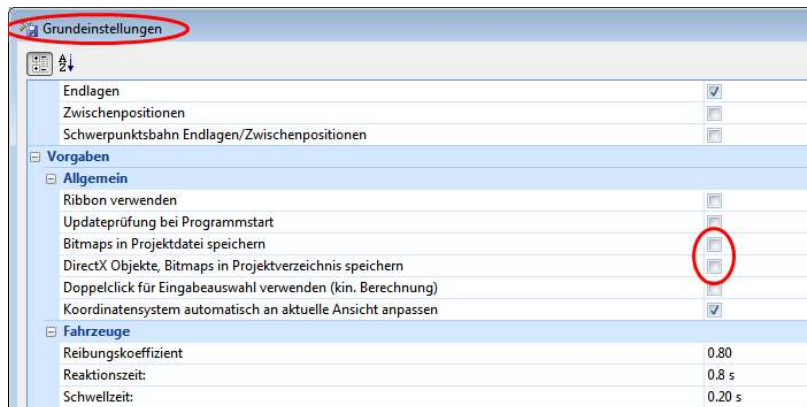 Grundeinstellungen
A Z
Endlagen
Zwischenpositionen
Schwerpunktsbahn Endlagen/Zwischenpositionen
Vorgaben
Allgemein
Ribbon verwenden
Updateprüfung bei Programmstart
Bitmaps in Projektdatei speichern
DirectX Objekte, Bitmaps in Projektverzeichnis speichern
Doppelclick für Eingabeauswahl verwenden (kin. Berechnung)
Koordinatensystem automatisch an aktuelle Ansicht anpassen
Fahrzeuge
Reibungskoeffizient 0.80
Reaktionszeit: 0.8 s
Schwellzeit: 0.20 s